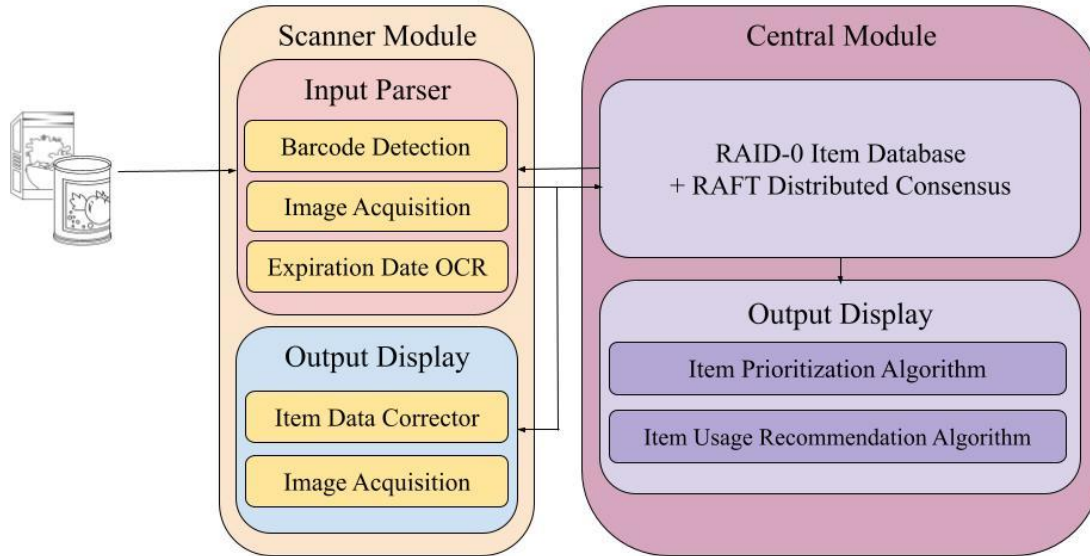 Scanner Module
Input Parser
Barcode Detection
Image Acquisition
Expiration Date OCR
Output Display
Item Data Corrector
Image Acquisition
Central Module
RAID-0 Item Database
+ RAFT Distributed Consensus
Output Display
Item Prioritization Algorithm
Item Usage Recommendation Algorithm